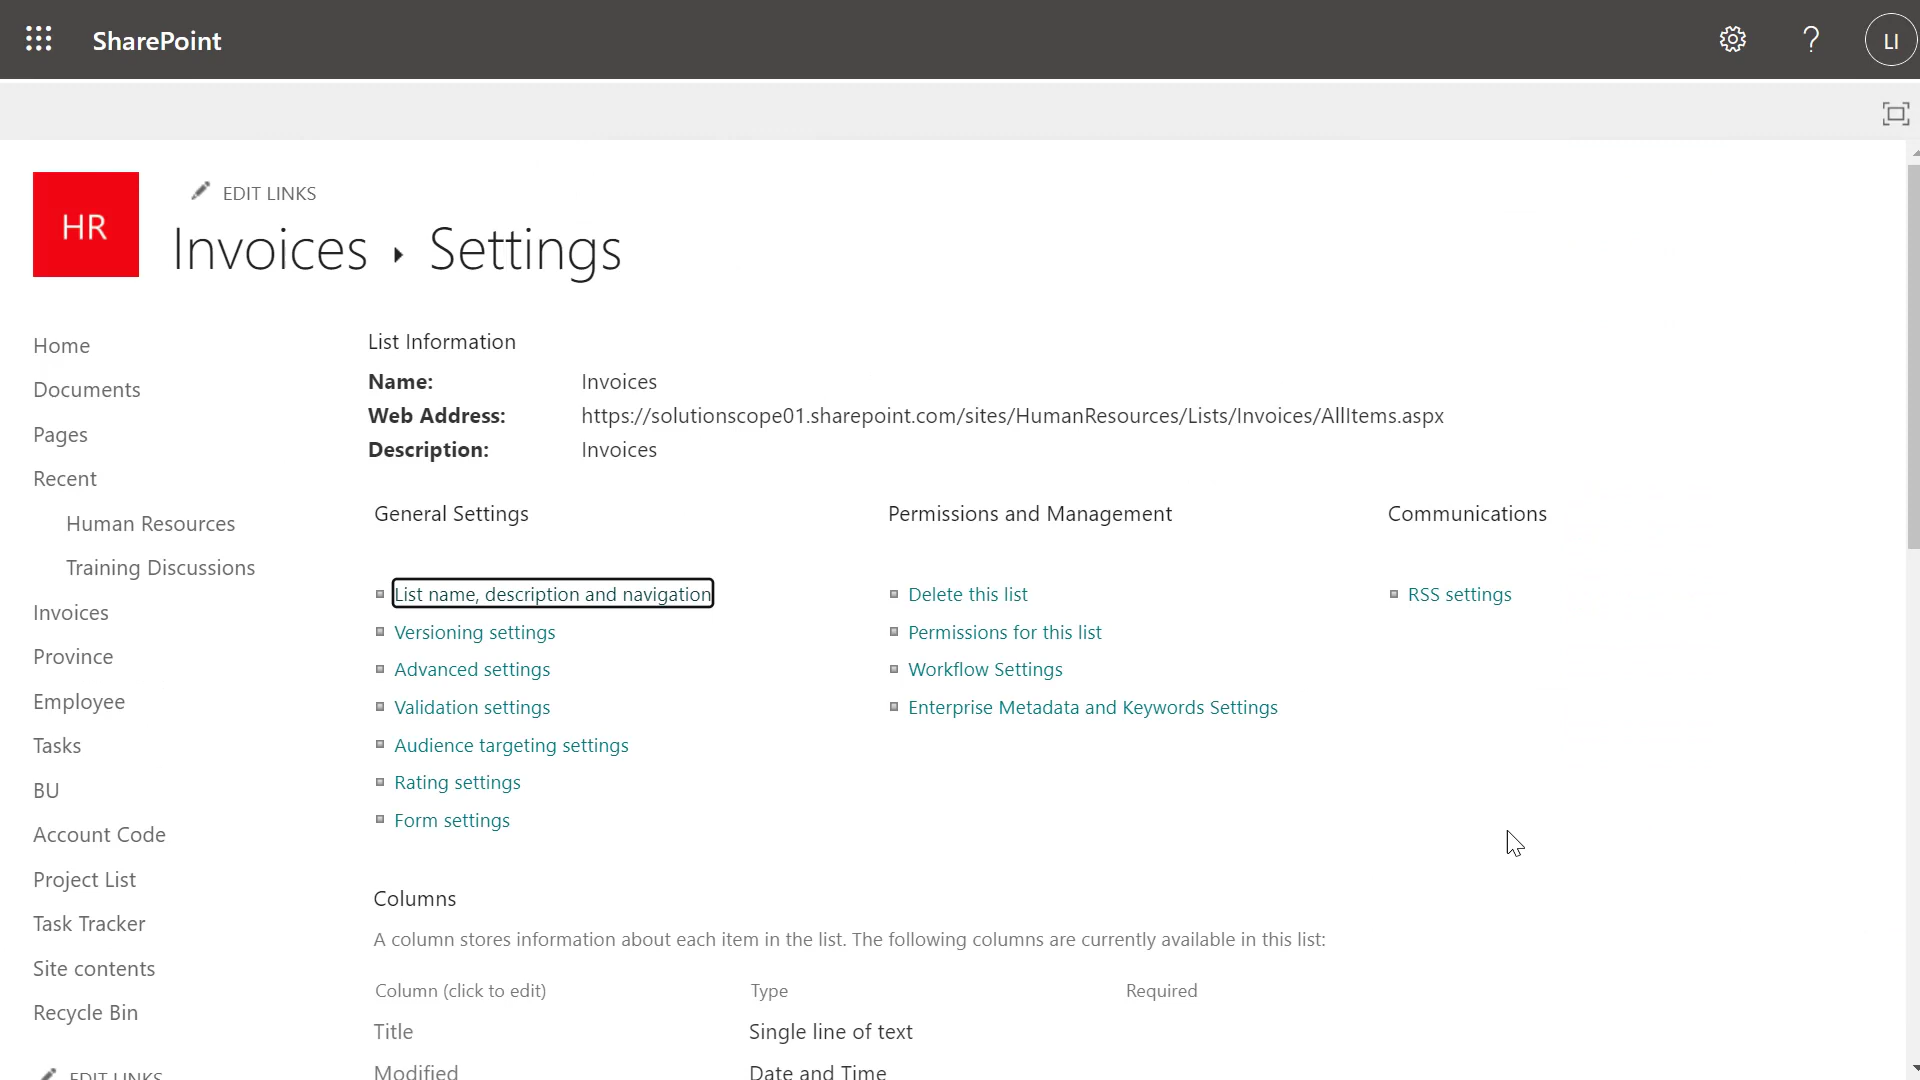 SharePoint
?
LI
HR
EDIT LINKS
Invoices ▸ Settings
Home
Documents
Pages
Recent
Human Resources
Training Discussions
Invoices
Province
Employee
Tasks
BU
Account Code
Project List
Task Tracker
Site contents
Recycle Bin
EDIT LINKS
List Information
Name: Invoices
Web Address: https://solutionscope01.sharepoint.com/sites/HumanResources/Lists/Invoices/AllItems.aspx
Description: Invoices
General Settings
List name, description and navigation
Versioning settings
Advanced settings
Validation settings
Audience targeting settings
Rating settings
Form settings
Permissions and Management
Delete this list
Permissions for this list
Workflow Settings
Enterprise Metadata and Keywords Settings
Communications
RSS settings
Columns
A column stores information about each item in the list. The following columns are currently available in this list:
Column (click to edit) Type Required
Title Single line of text
Modified Date and Time